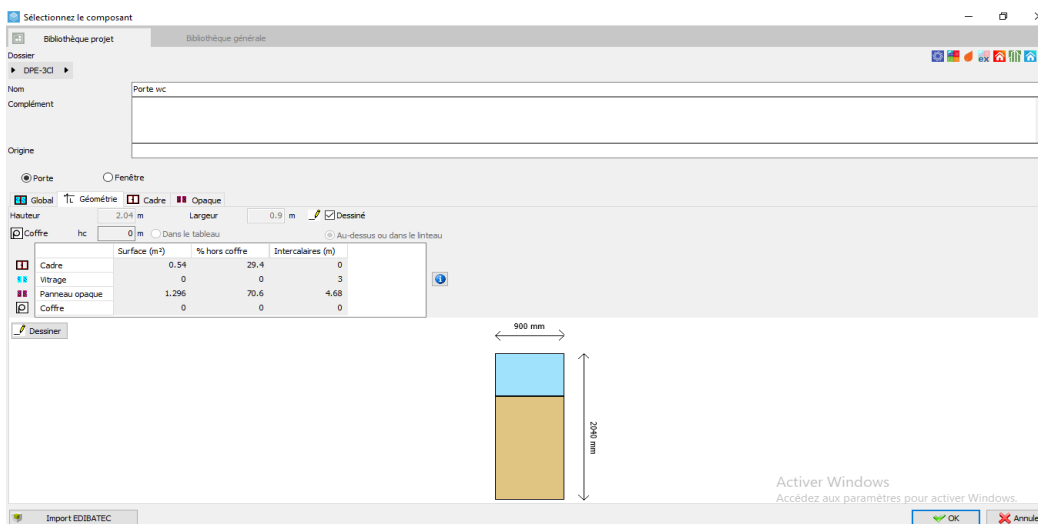 Sélectionnez le composant
Bibliothèque projet Bibliothèque générale
Dossier
DPE-3Cl
ex
Nom Porte wc
Complément
Origine
Porte Fenêtre
Global Géométrie Cadre Opaque
Hauteur 2.04 m Largeur 0.9 m Dessiné
Coffre hc 0 m Dans le tableau Au-dessus ou dans le linteau
Surface (m²) % hors coffre Intercalaires (m)
Cadre 0.54 29.4 0
Vitrage 0 0 3
Panneau opaque 1.296 70.6 4.68
Coffre 0 0 0
Dessiner
900 mm
2040 mm
Activer Windows
Accédez aux paramètres pour activer Windows.
Import EDIBATEC OK Annule